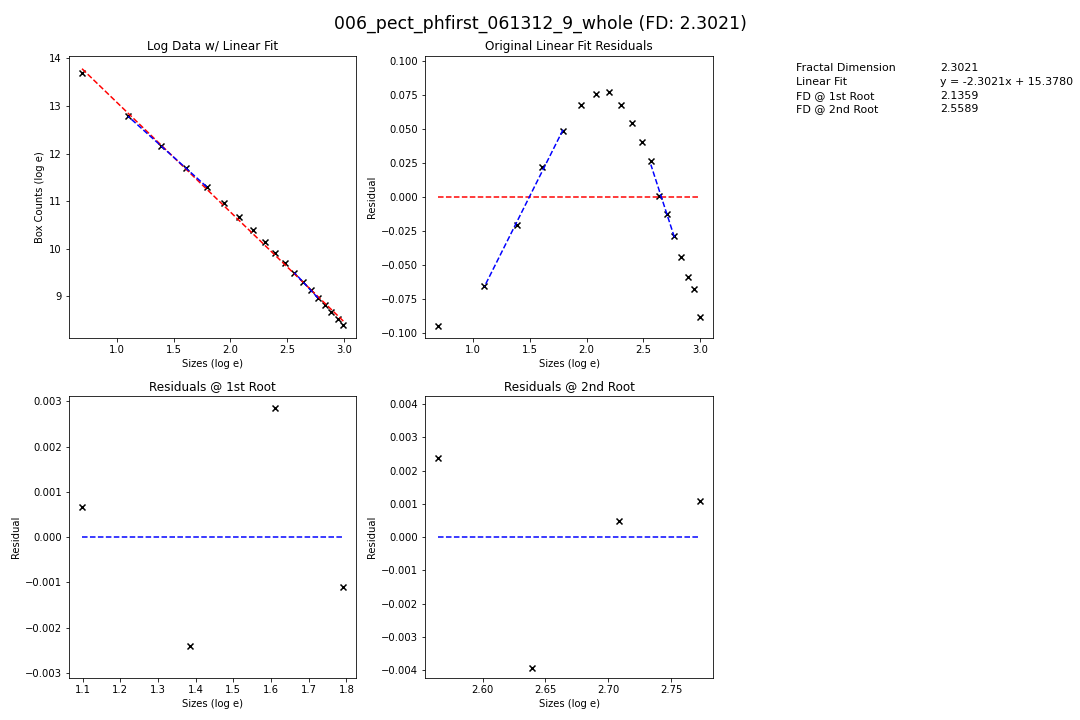 006_pect_phfirst_061312_9_whole (FD: 2.3021)
Log Data w/ Linear Fit
14
13
12
11
10
9
Box Counts (log e)
1.0 1.5 2.0 2.5 3.0
Sizes (log e)
Original Linear Fit Residuals
0.100
0.075
0.050
0.025
0.000
−0.025
−0.050
−0.075
−0.100
Residual
1.0 1.5 2.0 2.5 3.0
Sizes (log e)
Fractal Dimension 2.3021
Linear Fit y = -2.3021x + 15.3780
FD @ 1st Root 2.1359
FD @ 2nd Root 2.5589
Residuals @ 1st Root
0.003
0.002
0.001
0.000
−0.001
−0.002
−0.003
Residual
1.1 1.2 1.3 1.4 1.5 1.6 1.7 1.8
Sizes (log e)
Residuals @ 2nd Root
0.004
0.003
0.002
0.001
0.000
−0.001
−0.002
−0.003
−0.004
Residual
2.60 2.65 2.70 2.75
Sizes (log e)